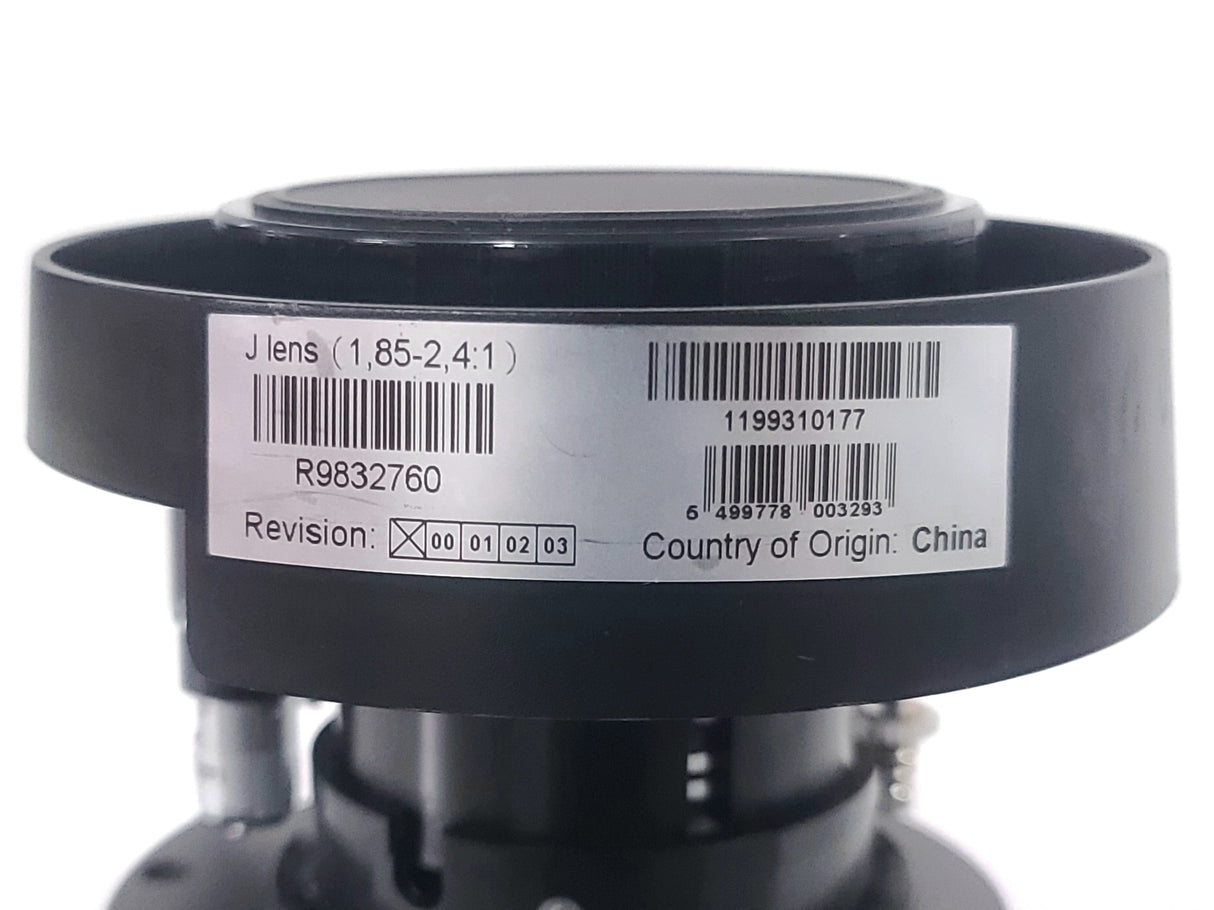 J lens (1,85-2,4:1)
R9832760
Revision: 00 01 02 03
1199310177
6 499778 003293
Country of Origin: China